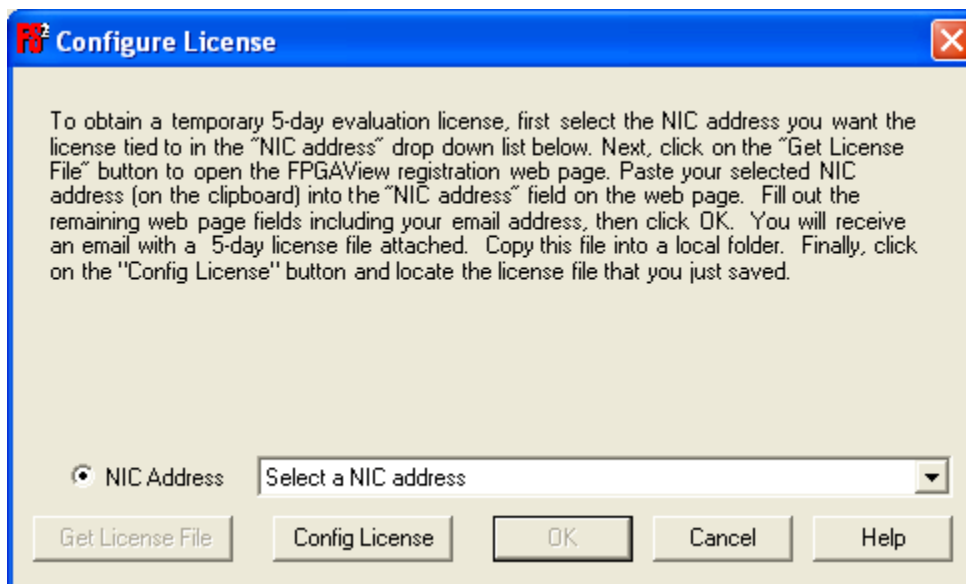 FS² Configure License
To obtain a temporary 5-day evaluation license, first select the NIC address you want the
license tied to in the "NIC address" drop down list below. Next, click on the "Get License
File" button to open the FPGAView registration web page. Paste your selected NIC
address (on the clipboard) into the "NIC address" field on the web page.  Fill out the
remaining web page fields including your email address, then click OK.  You will receive
an email with a  5-day license file attached.  Copy this file into a local folder.  Finally, click
on the "Config License" button and locate the license file that you just saved.
NIC Address Select a NIC address
Get License File Config License OK Cancel Help